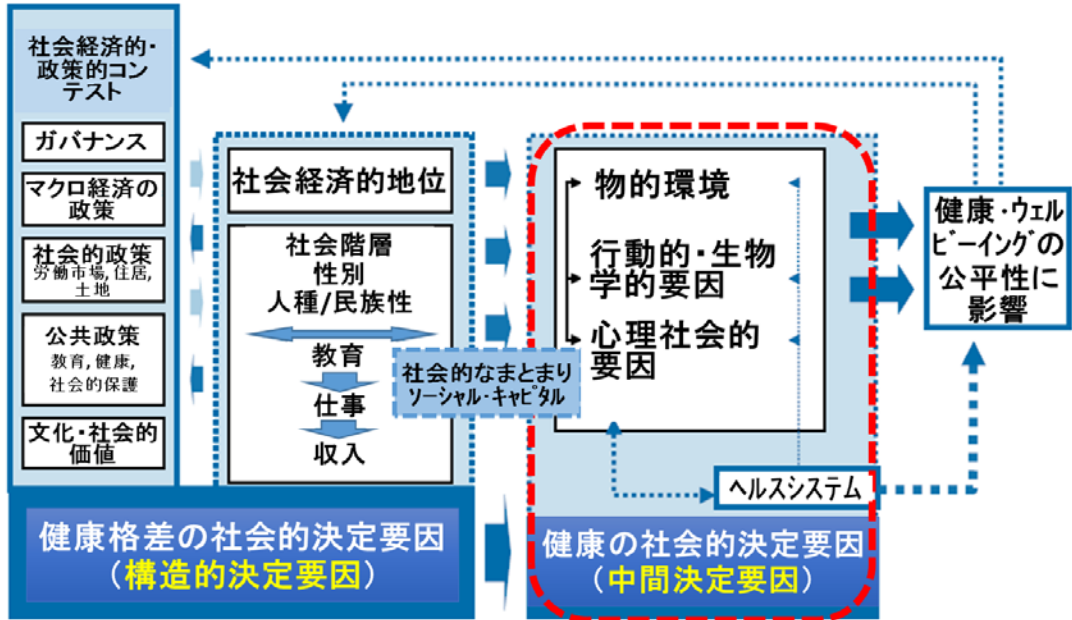 社会経済的・
政策的コン
テスト
ガバナンス
マクロ経済の
政策
社会的政策
労働市場, 住居,
土地
公共政策
教育, 健康,
社会的保護
文化・社会的
価値
社会経済的地位
社会階層
性別
人種/民族性
教育
仕事
収入
社会的なまとまり
ソーシャル・キャピタル
物的環境
行動的・生物
学的要因
心理社会的
要因
ヘルスシステム
健康・ウェル
ビーイングの
公平性に
影響
健康格差の社会的決定要因
（構造的決定要因）
健康の社会的決定要因
（中間決定要因）